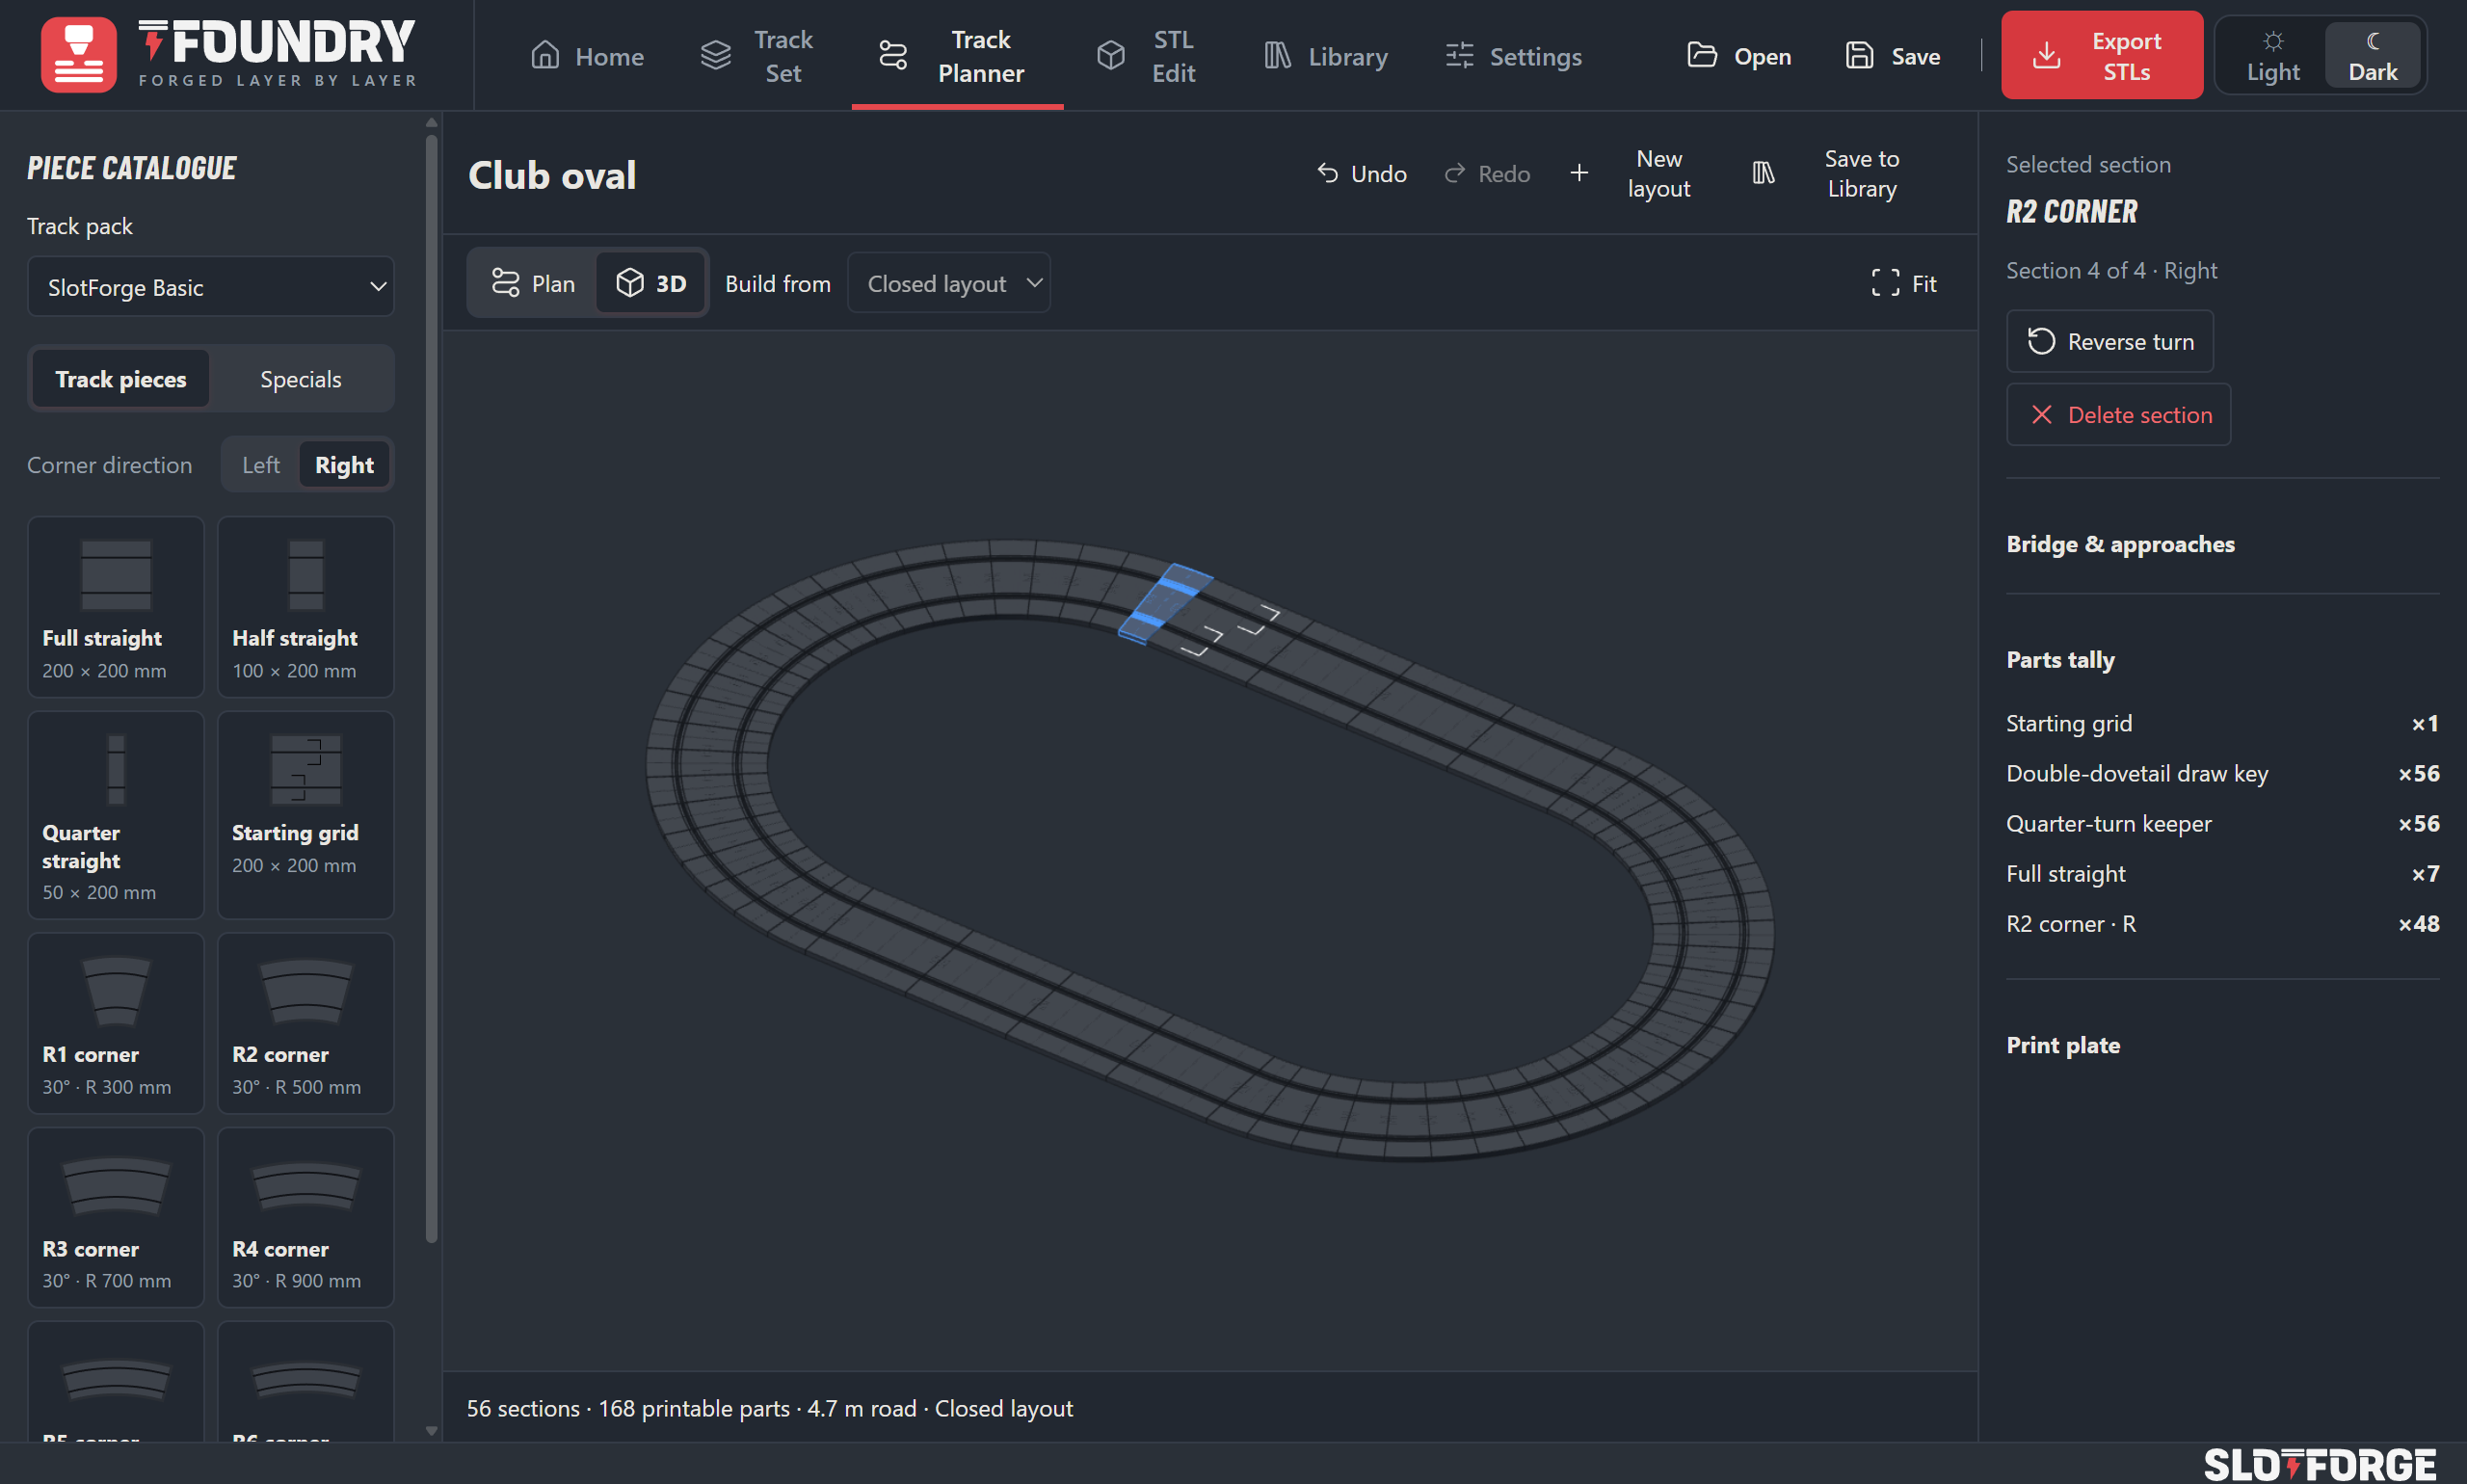 FOUNDRY
FORGED LAYER BY LAYER
Home
Track Set
Track Planner
STL Edit
Library
Settings
Open
Save
Export STLs
Light
Dark
PIECE CATALOGUE
Track pack
SlotForge Basic
Track pieces
Specials
Corner direction
Left
Right
Full straight
200 × 200 mm
Half straight
100 × 200 mm
Quarter straight
50 × 200 mm
Starting grid
200 × 200 mm
R1 corner
30° · R 300 mm
R2 corner
30° · R 500 mm
R3 corner
30° · R 700 mm
R4 corner
30° · R 900 mm
R5 corner
R6 corner
Club oval
Undo
Redo
New layout
Save to Library
Plan
3D
Build from
Closed layout
Fit
56 sections · 168 printable parts · 4.7 m road · Closed layout
Selected section
R2 CORNER
Section 4 of 4 · Right
Reverse turn
Delete section
Bridge & approaches
Parts tally
Starting grid ×1
Double-dovetail draw key ×56
Quarter-turn keeper ×56
Full straight ×7
R2 corner · R ×48
Print plate
SLOTFORGE